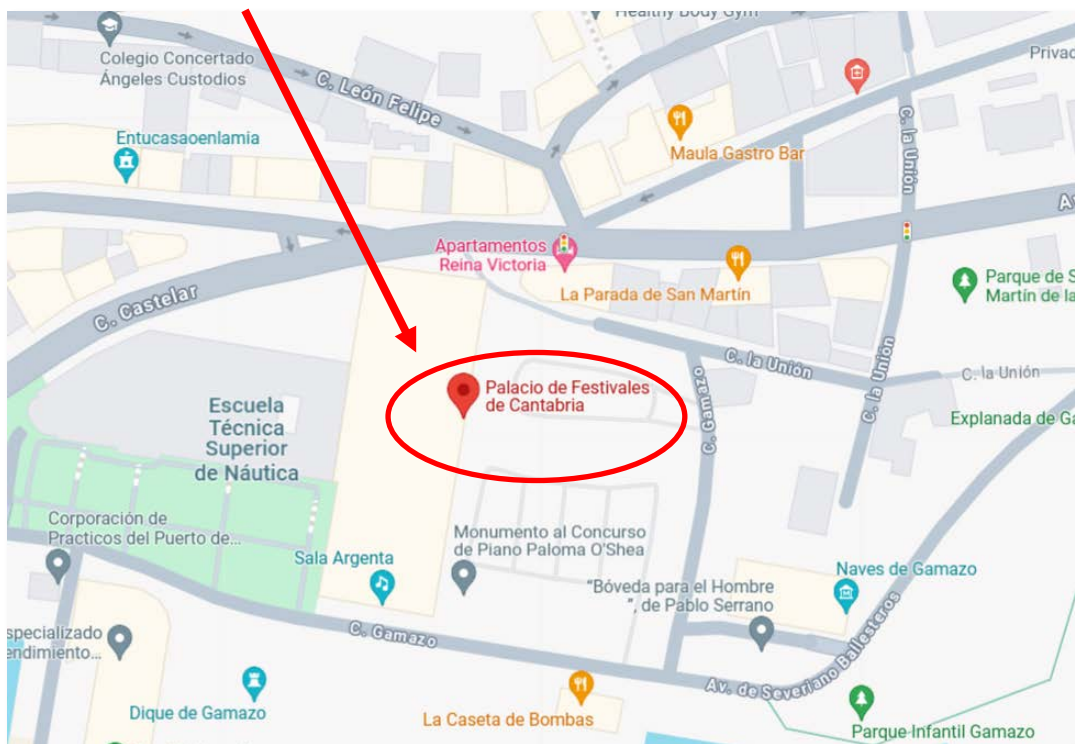 Healthy Body Gym
Colegio Concertado
Ángeles Custodios
Privad
C. León Felipe
Entucasaoenlamia
Maula Gastro Bar
C. la Unión
Av
Apartamentos
Reina Victoria
La Parada de San Martín
Parque de S
Martín de la
C. Castelar
C. la Unión
C. la Unión
C. la Unión
Palacio de Festivales
de Cantabria
C. Gamazo
Explanada de Ga
Escuela
Técnica
Superior
de Náutica
Corporación de
Practicos del Puerto de...
Monumento al Concurso
de Piano Paloma O'Shea
Sala Argenta
Naves de Gamazo
"Bóveda para el Hombre
", de Pablo Serrano
specializado
endimiento...
C. Gamazo
Av. de Severiano Ballesteros
Dique de Gamazo
La Caseta de Bombas
Parque Infantil Gamazo